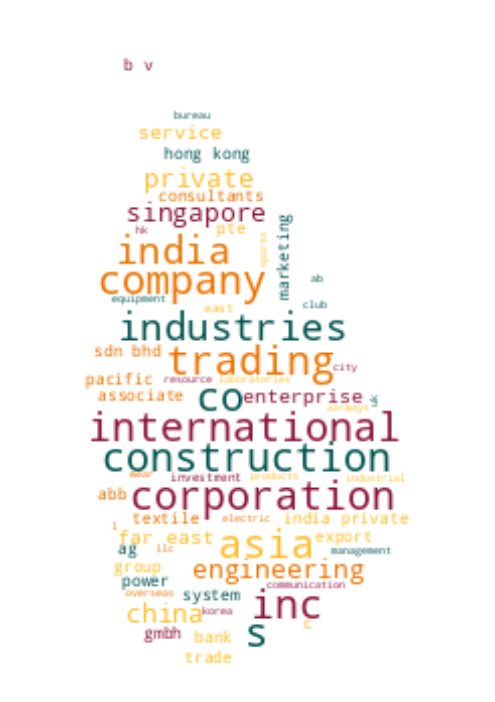 b v
bureau
service
hong kong
private
consultants
singapore
hk
pte
marketing
sports
india
company
ab
equipment
club
east
industries
sdn bhd
trading
city
pacific
resource
laboratories
associate
co
enterprise
uk
airways
international
construction
wear
investment
products
industrial
abb
corporation
textile
electric
india private
l
far east
asia
export
ag
llc
management
group
engineering
power
communication
overseas
system
inc
china
korea
c
gmbh
bank
s
trade